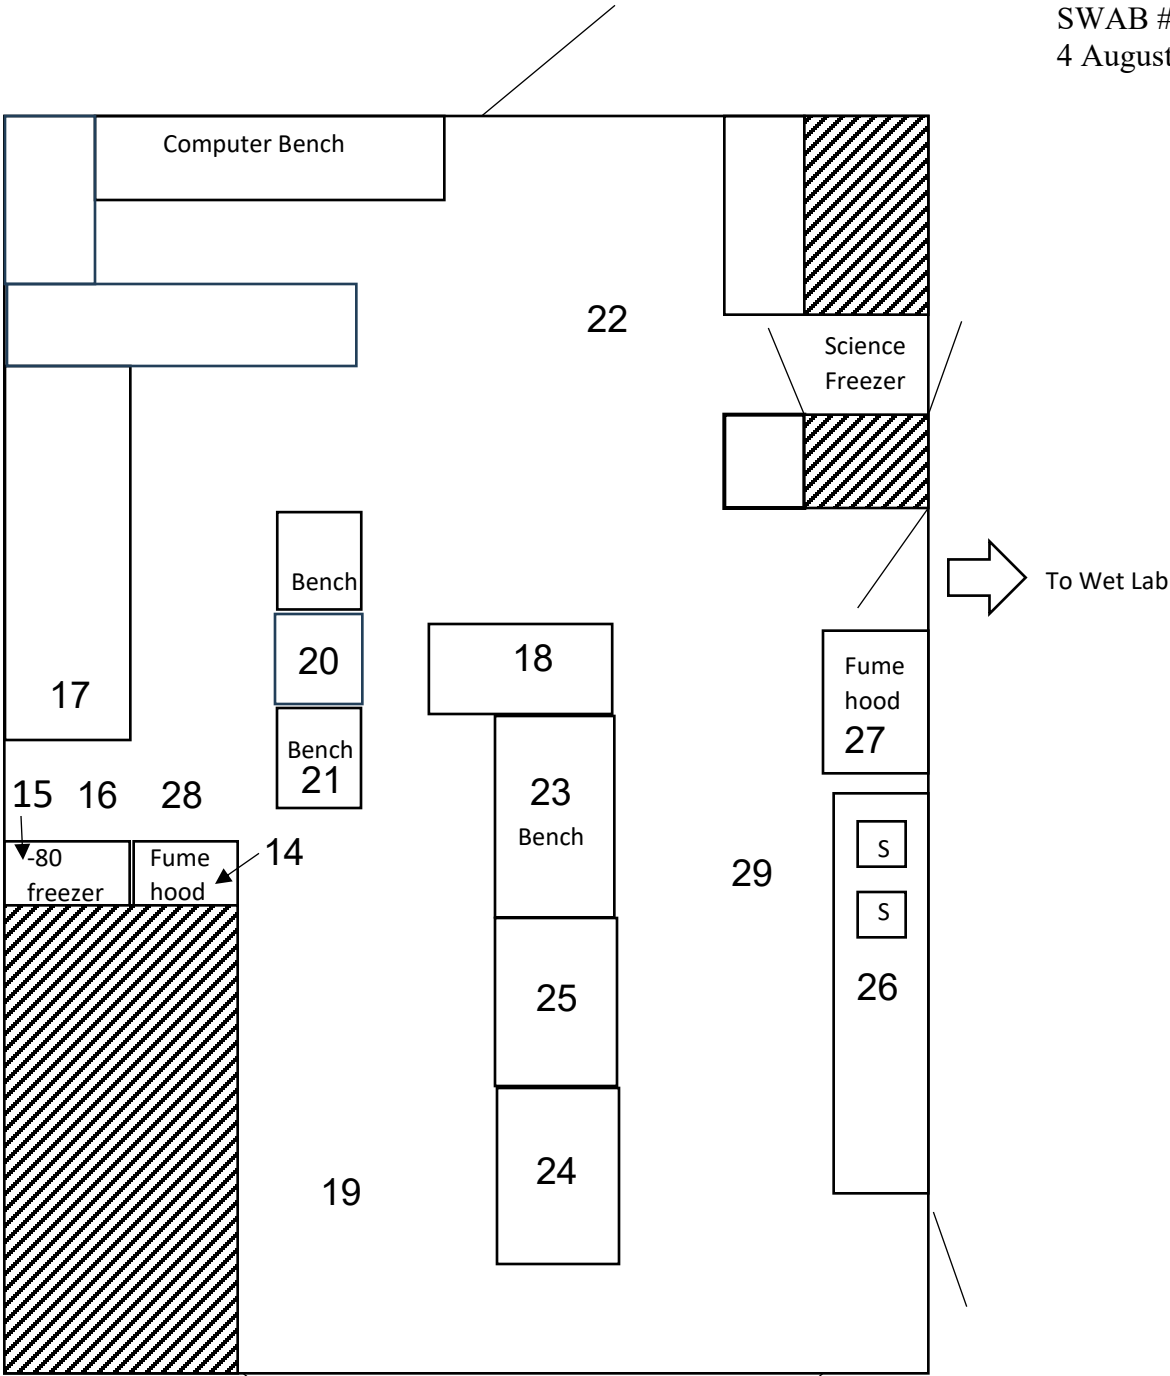 SWAB #
4 August
Computer Bench
22
Science
Freezer
Bench
To Wet Lab
20
18
Fume
hood
27
17
Bench
21
15 16 28
23
Bench
14
-80
freezer
Fume
hood
29
S
S
25
26
24
19